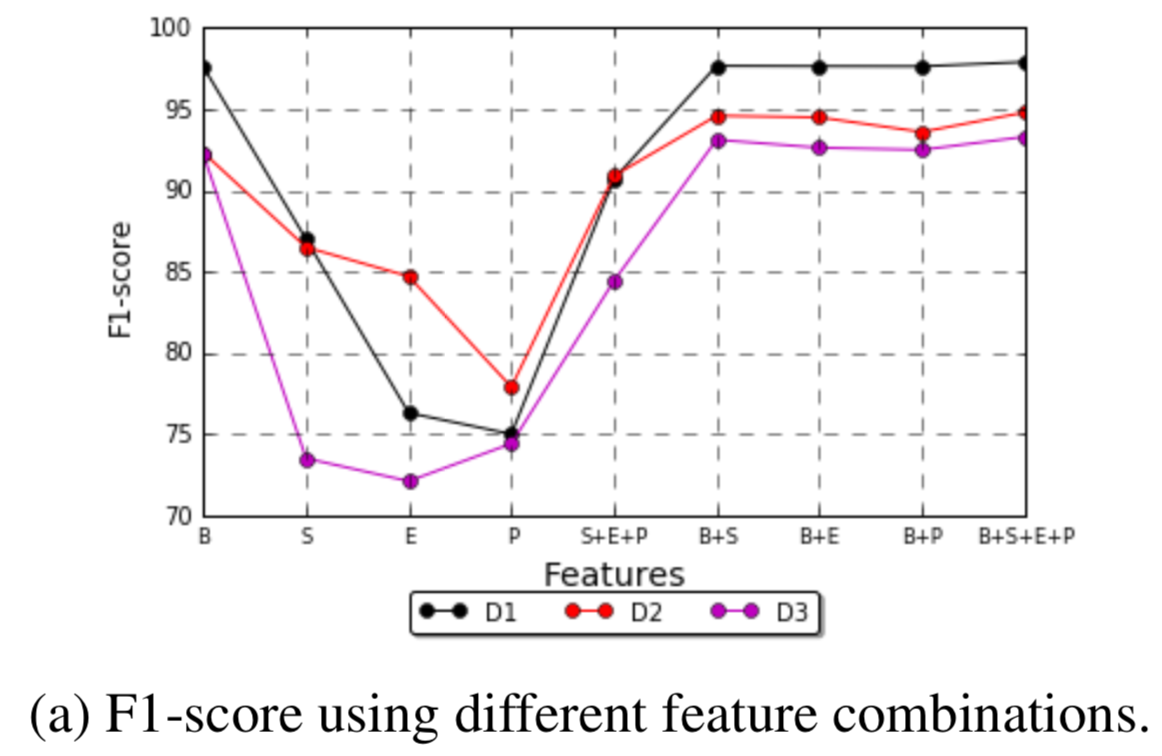 100
95
90
85
80
75
70
F1-score
B S E P S+E+P B+S B+E B+P B+S+E+P
Features
D1 D2 D3
(a) F1-score using different feature combinations.